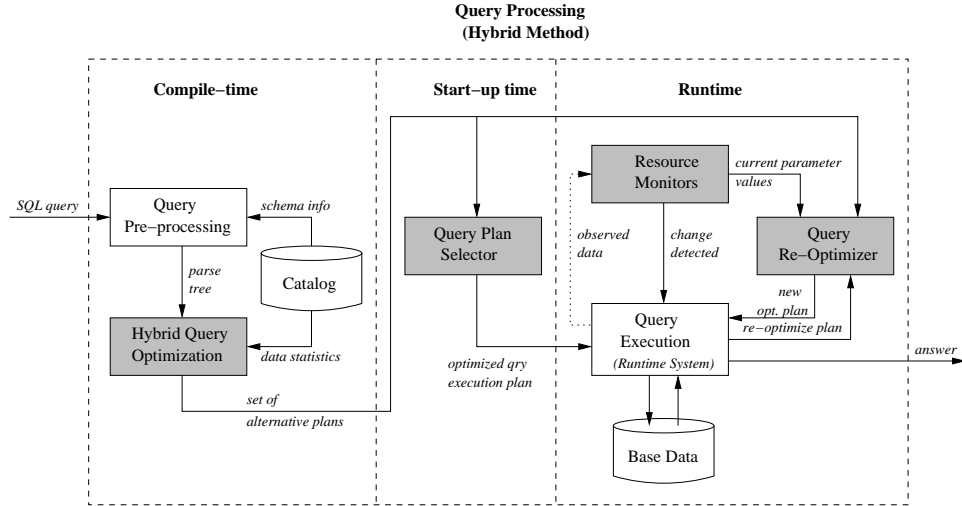 Query Processing
(Hybrid Method)
Compile−time
Start−up time
Runtime
SQL query
Query
Pre−processing
schema info
parse
tree
Catalog
Hybrid Query
Optimization
data statistics
set of
alternative plans
Query Plan
Selector
optimized qry
execution plan
Resource
Monitors
current parameter
values
observed
data
change
detected
Query
Re−Optimizer
new
opt. plan
re−optimize plan
Query
Execution
(Runtime System)
answer
Base Data